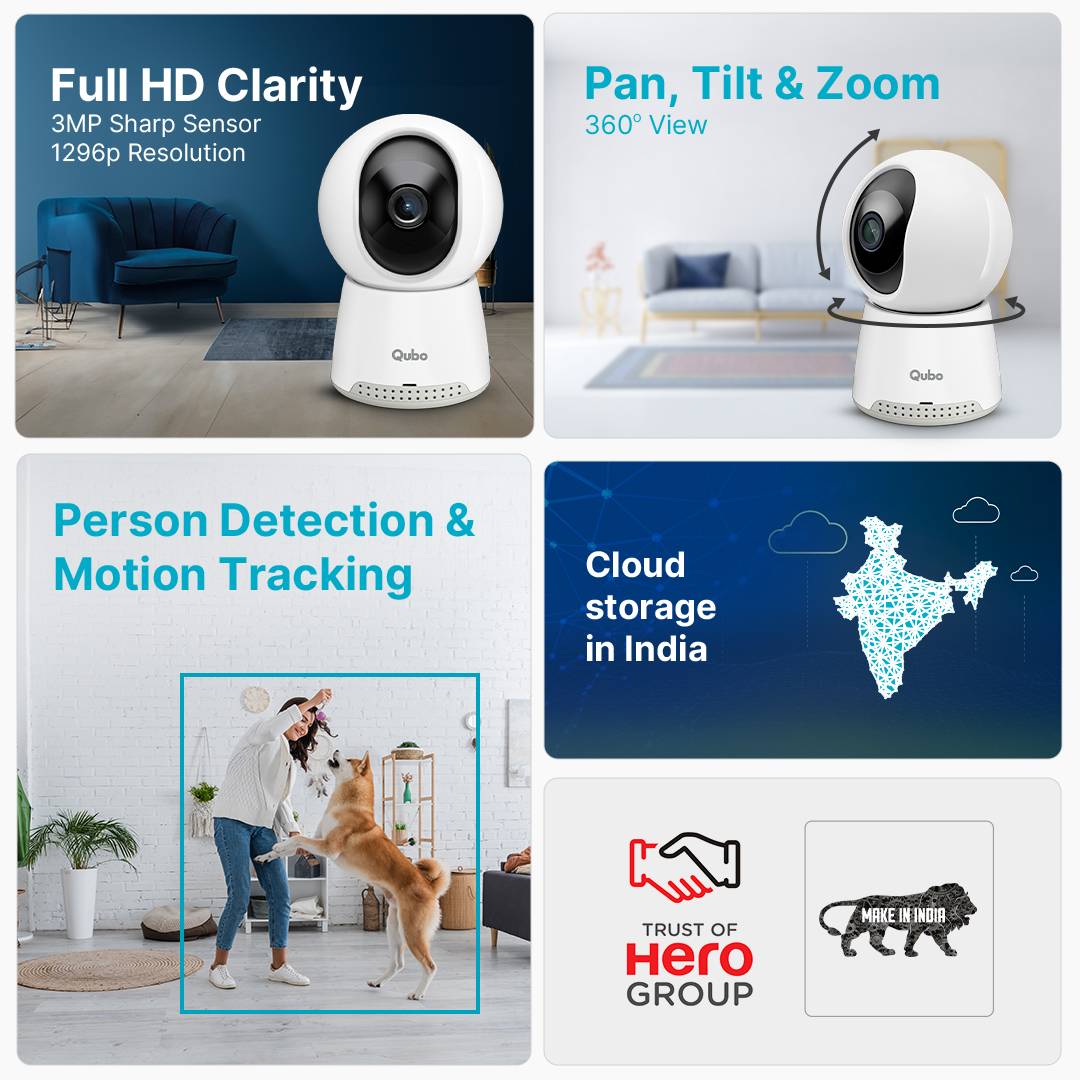 Full HD Clarity
3MP Sharp Sensor
1296p Resolution
Qubo
Pan, Tilt & Zoom
360° View
Qubo
Person Detection &
Motion Tracking
Cloud
storage
in India
TRUST OF
Hero
GROUP
MAKE IN INDIA